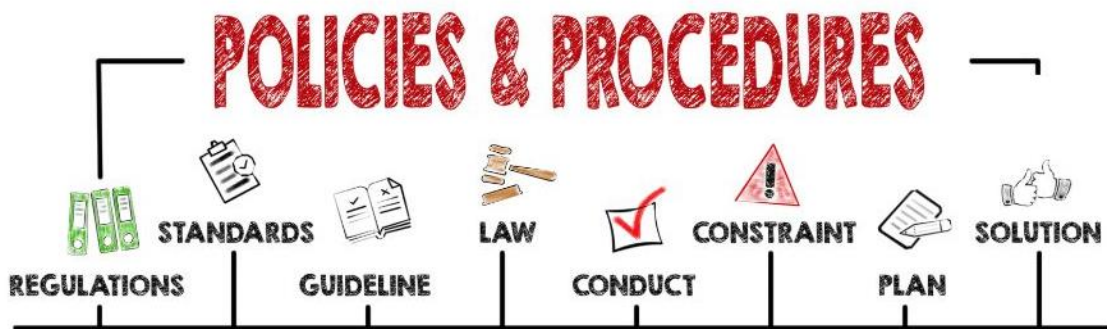 POLICIES & PROCEDURES
STANDARDS
LAW
CONSTRAINT
SOLUTION
REGULATIONS
GUIDELINE
CONDUCT
PLAN